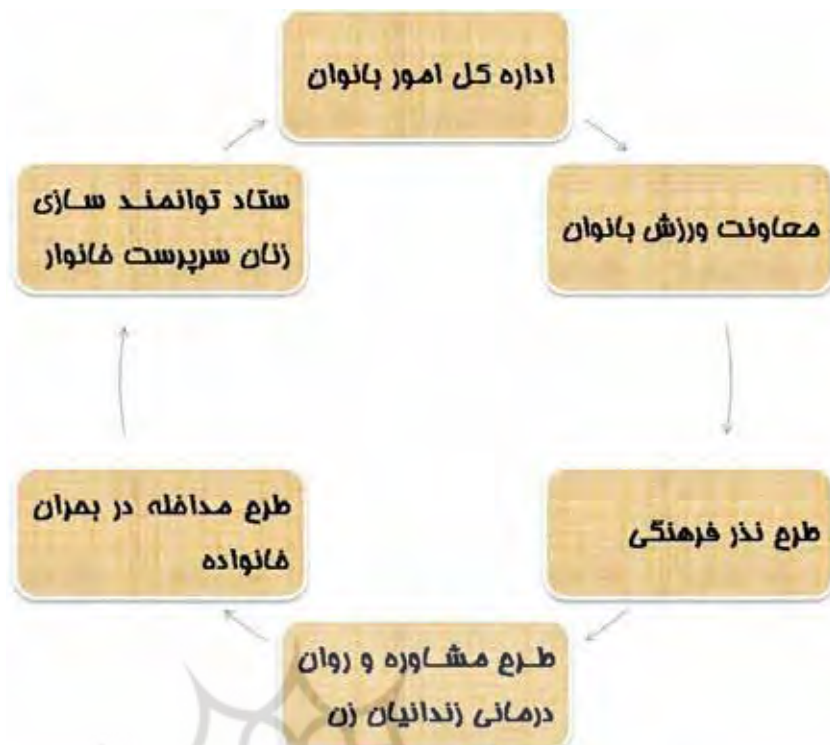 اداره کل امور بانوان
معاونت ورزش بانوان
طرح نذر فرهنگی
طرح مشاوره و روان
درمانی زندانیان زن
طرح مداخله در بحران
خانواده
ستاد توانمند سازی
زنان سرپرست خانوار